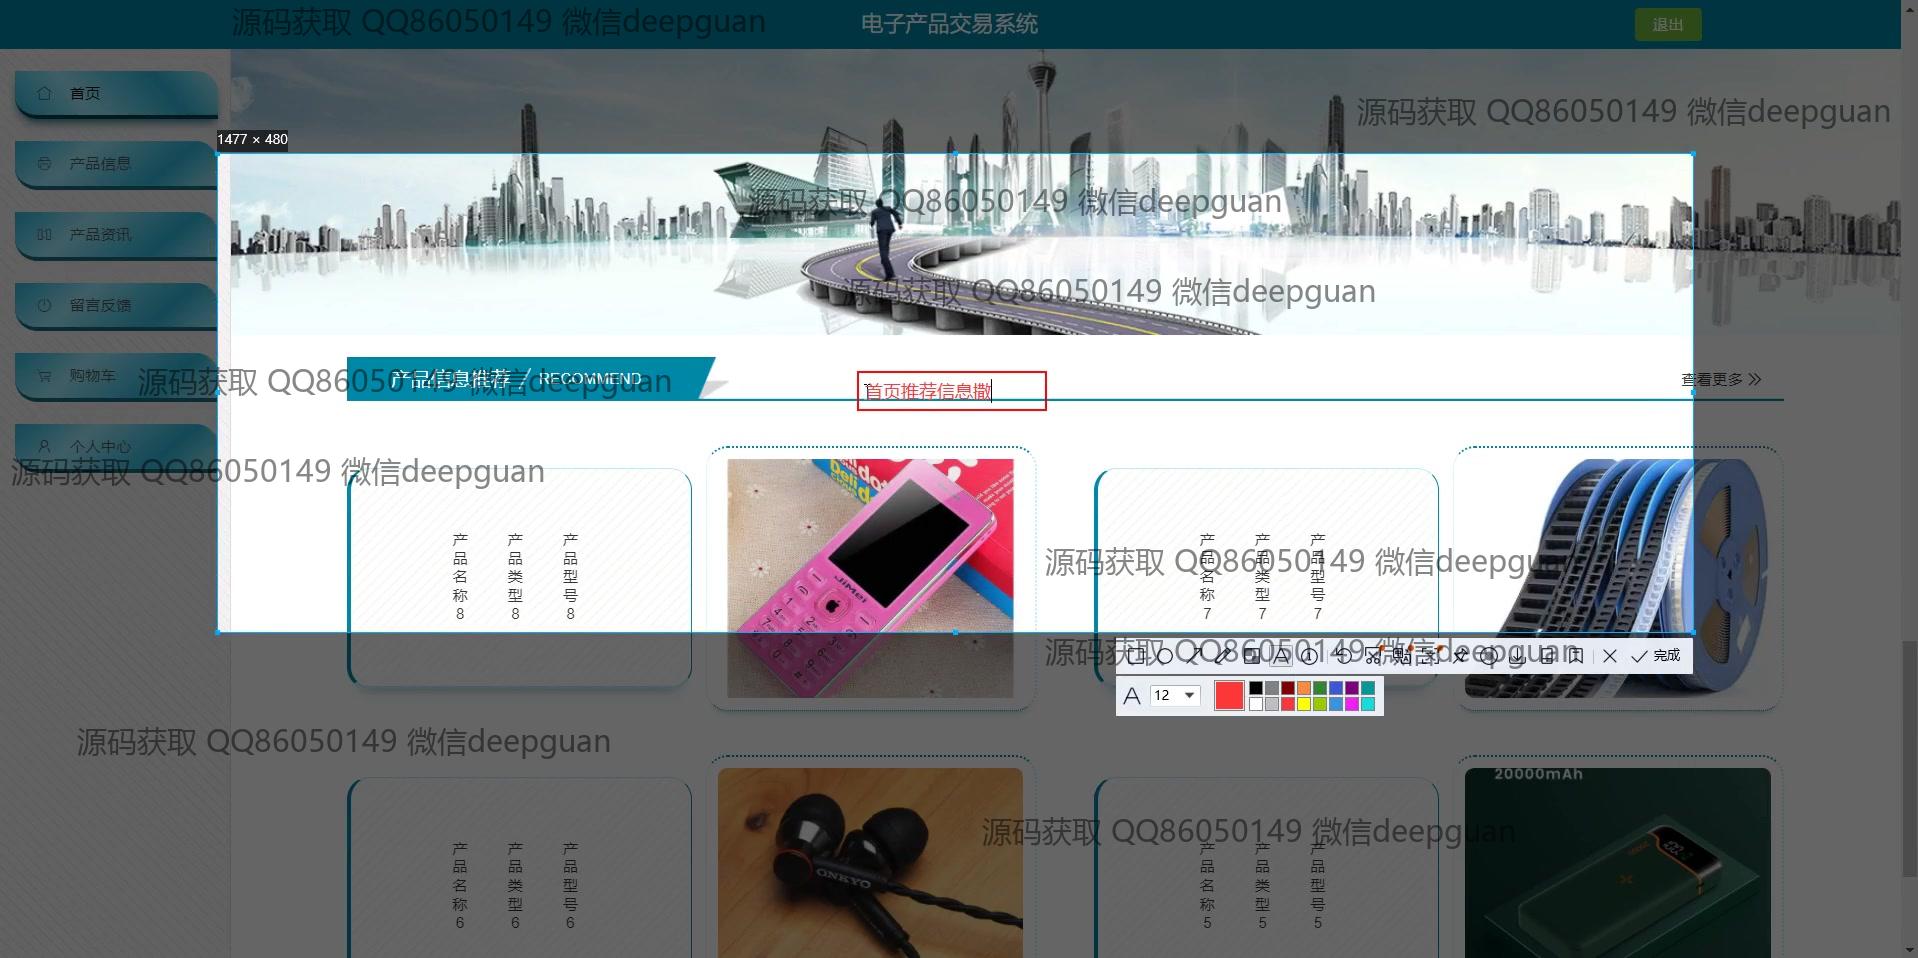 源码获取 QQ86050149 微信deepguan
电子产品交易系统
退出
首页
源码获取 QQ86050149 微信deepguan
1477 × 480
产品信息
源码获取 QQ86050149 微信deepguan
产品资讯
源码获取 QQ86050149 微信deepguan
留言反馈
购物车
源码获取 QQ86050149 微信deepguan
产品信息推荐 / RECOMMEND
首页推荐信息撒
查看更多
个人中心
源码获取 QQ86050149 微信deepguan
产品名称8
产品类型8
产品型号8
JiMei
源码获取 QQ86050149 微信deepguan
产品名称7
产品类型7
产品型号7
源码获取 QQ86050149 微信deepguan
完成
12
源码获取 QQ86050149 微信deepguan
20000mAh
源码获取 QQ86050149 微信deepguan
产品名称6
产品类型6
产品型号6
ONKYO
产品名称5
产品类型5
产品型号5